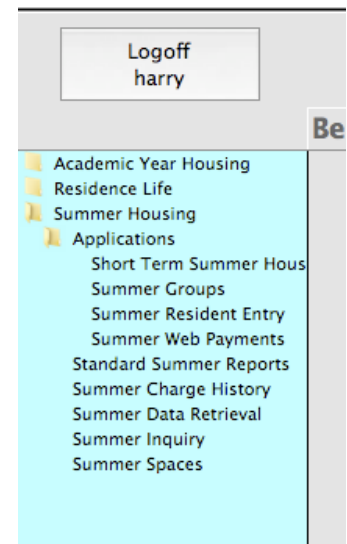 Logoff
harry
Be
Academic Year Housing
Residence Life
Summer Housing
Applications
Short Term Summer Hous
Summer Groups
Summer Resident Entry
Summer Web Payments
Standard Summer Reports
Summer Charge History
Summer Data Retrieval
Summer Inquiry
Summer Spaces